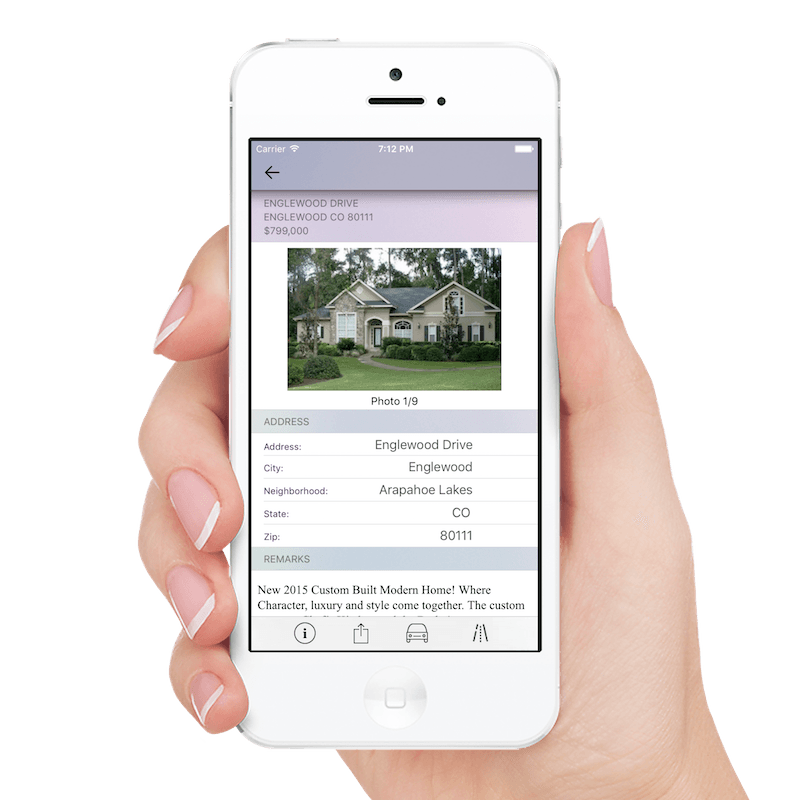 Carrier 7:12 PM
ENGLEWOOD DRIVE
ENGLEWOOD CO 80111
$799,000
Photo 1/9
ADDRESS
Address: Englewood Drive
City: Englewood
Neighborhood: Arapahoe Lakes
State: CO
Zip: 80111
REMARKS
New 2015 Custom Built Modern Home! Where
Character, luxury and style come together. The custom